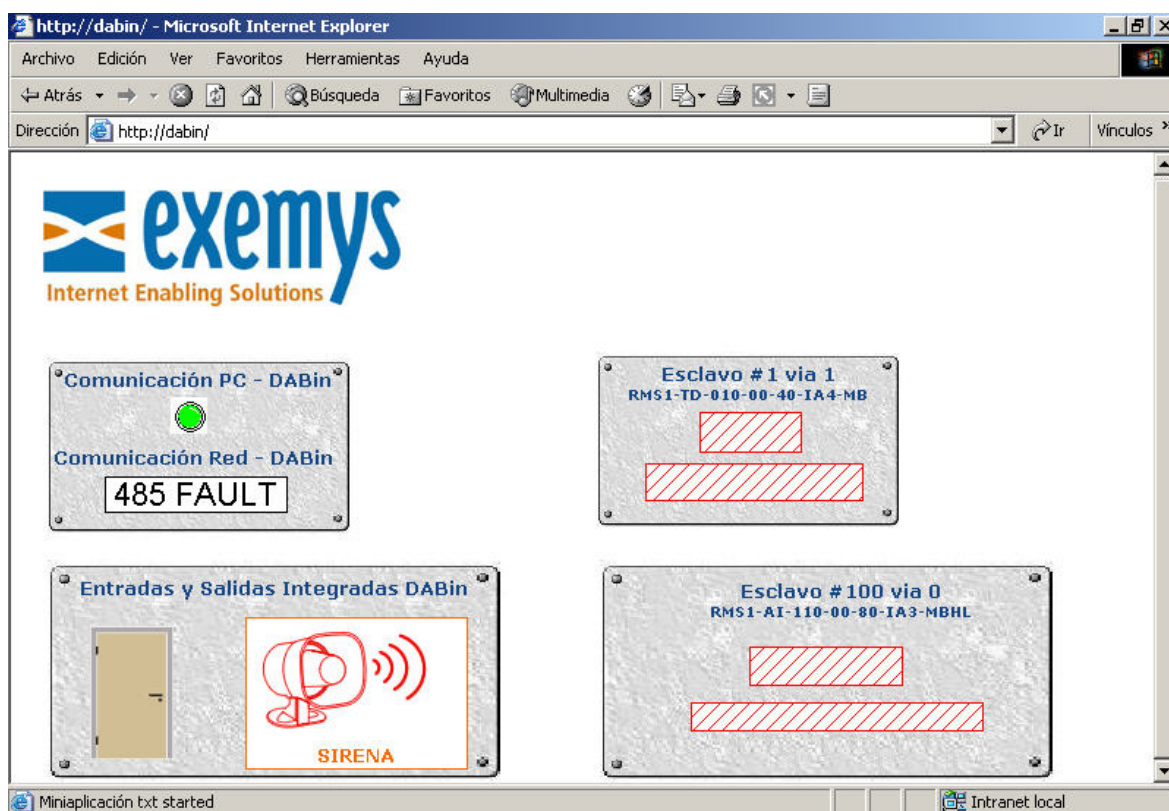 http://dabin/ - Microsoft Internet Explorer
Archivo Edición Ver Favoritos Herramientas Ayuda
Atrás Búsqueda Favoritos Multimedia
Dirección http://dabin/ Ir Vínculos »
exemys
Internet Enabling Solutions
Comunicación PC - DABin
Comunicación Red - DABin
485 FAULT
Esclavo #1 via 1
RMS1-TD-010-00-40-IA4-MB
Entradas y Salidas Integradas DABin
SIRENA
Esclavo #100 via 0
RMS1-AI-110-00-80-IA3-MBHL
Miniaplicación txt started Intranet local